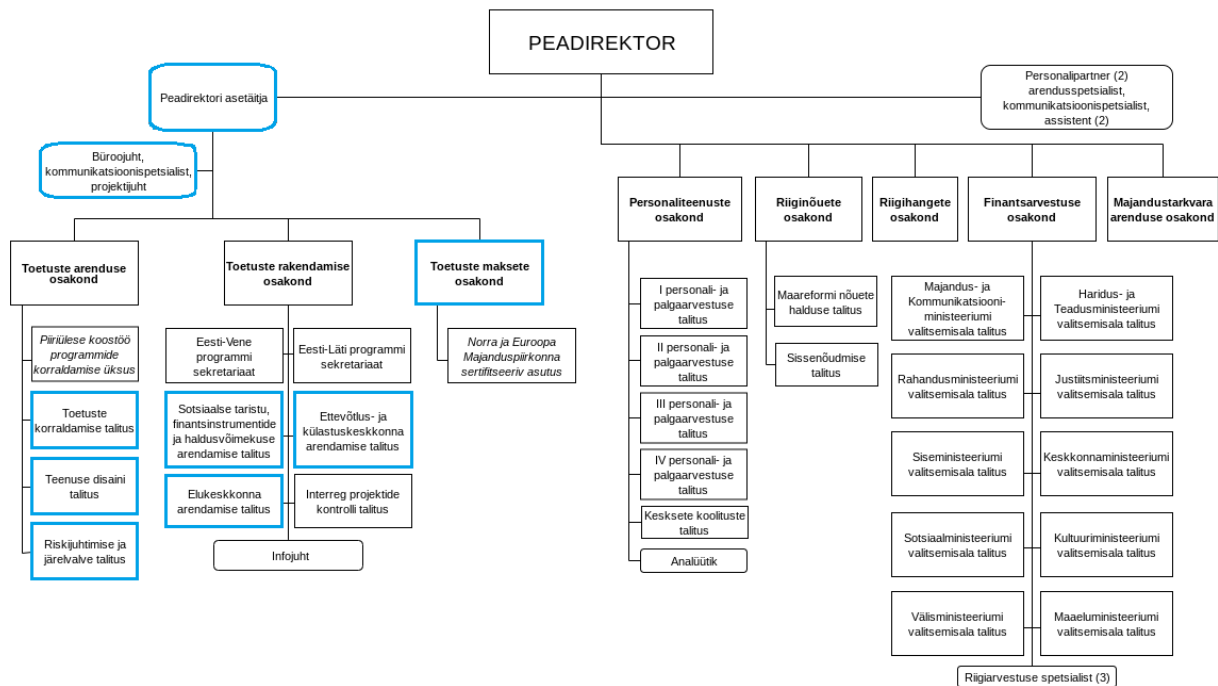 PEADIREKTOR
Peadirektori asetäitja
Personalipartner (2)
arendusspetsialist,
kommunikatsioonispetsialist,
assistent (2)
Büroojuht,
kommunikatsioonispetsialist,
projektijuht
Toetuste arenduse
osakond
Toetuste rakendamise
osakond
Toetuste maksete
osakond
Personaliteenuste
osakond
Riiginõuete
osakond
Riigihangete
osakond
Finantsarvestuse
osakond
Majandustarkvara
arenduse osakond
Piiriülese koostöö
programmide
korraldamise üksus
Toetuste
korraldamise talitus
Teenuse disaini
talitus
Riskijuhtimise ja
järelvalve talitus
Eesti-Vene
programmi
sekretariaat
Eesti-Läti programmi
sekretariaat
Sotsiaalse taristu,
finantsinstrumentide
ja haldusvõimekuse
arendamise talitus
Ettevõtlus- ja
külastuskeskkonna
arendamise talitus
Elukeskkonna
arendamise talitus
Interreg projektide
kontrolli talitus
Infojuht
Norra ja Euroopa
Majanduspiirkonna
sertifitseeriv asutus
I personali- ja
palgaarvestuse
talitus
II personali- ja
palgaarvestuse
talitus
III personali- ja
palgaarvestuse
talitus
IV personali- ja
palgaarvestuse
talitus
Kesksete koolituste
talitus
Analüütik
Maareformi nõuete
halduse talitus
Sissenõudmise
talitus
Majandus- ja
Kommunikatsiooni-
ministeeriumi
valitsemisala talitus
Haridus- ja
Teadusministeeriumi
valitsemisala talitus
Rahandusministeeriumi
valitsemisala talitus
Justiitsministeeriumi
valitsemisala talitus
Siseministeeriumi
valitsemisala talitus
Keskkonnaministeeriumi
valitsemisala talitus
Sotsiaalministeeriumi
valitsemisala talitus
Kultuuriministeeriumi
valitsemisala talitus
Välisministeeriumi
valitsemisala talitus
Maaeluministeeriumi
valitsemisala talitus
Riigiarvestuse spetsialist (3)